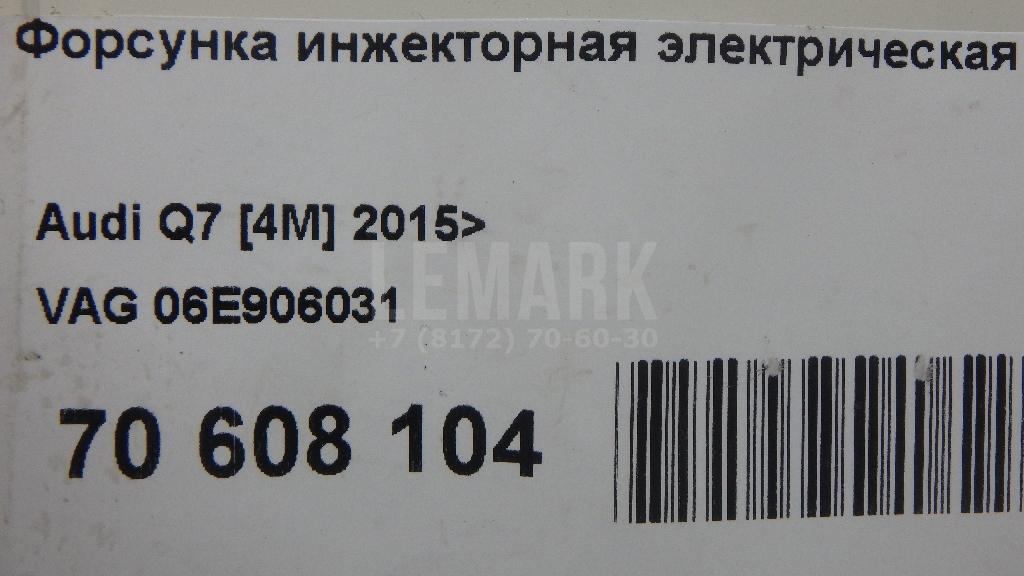 Форсунка инжекторная электрическая
Audi Q7 [4M] 2015>
LEMARK
VAG 06E906031
+7 (8172) 70-60-30
70 608 104